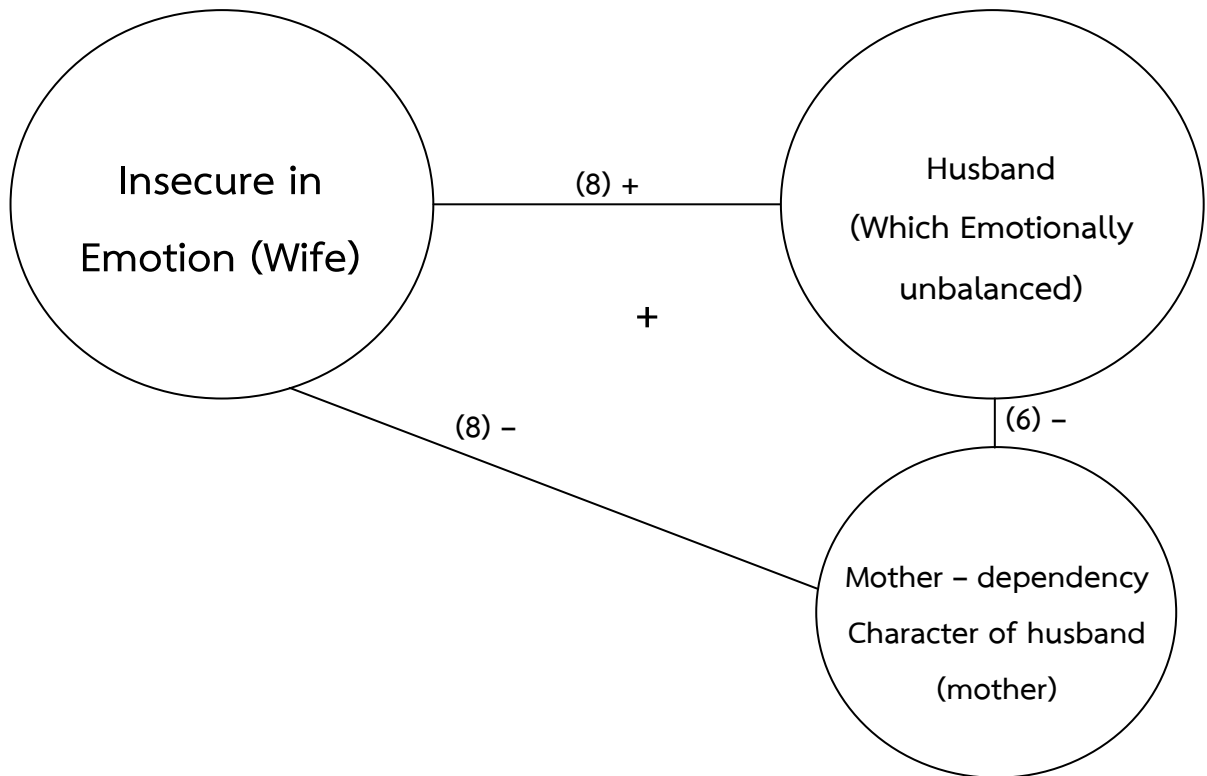 Insecure in
Emotion (Wife)
(8) +
Husband
(Which Emotionally
unbalanced)
+
(8) –
(6) –
Mother – dependency
Character of husband
(mother)